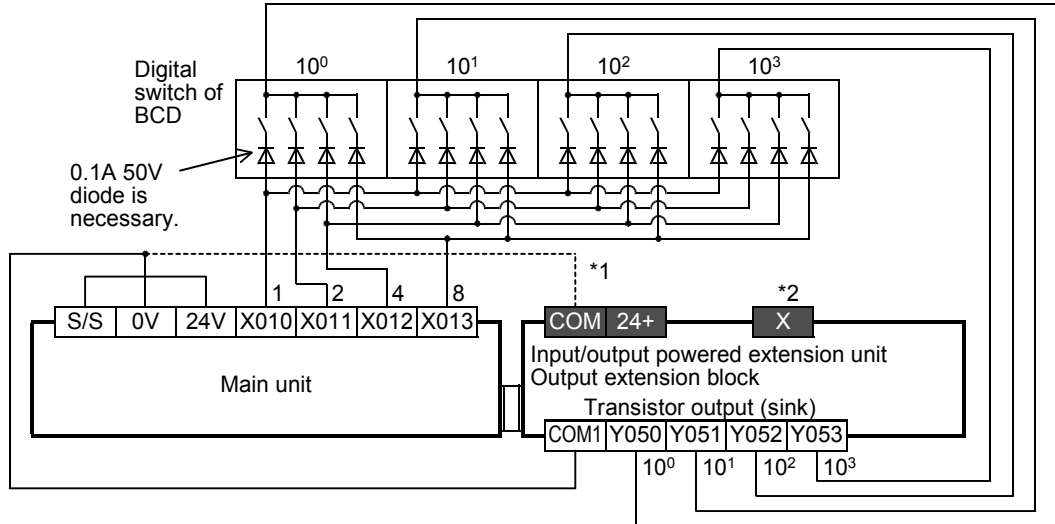 10⁰ 10¹ 10² 10³
Digital
switch of
BCD
0.1A 50V
diode is
necessary.
*1
1 2 4 8
*2
S/S 0V 24V X010 X011 X012 X013
COM 24+ X
Main unit
Input/output powered extension unit
Output extension block
Transistor output (sink)
COM1 Y050 Y051 Y052 Y053
10⁰ 10¹ 10² 10³